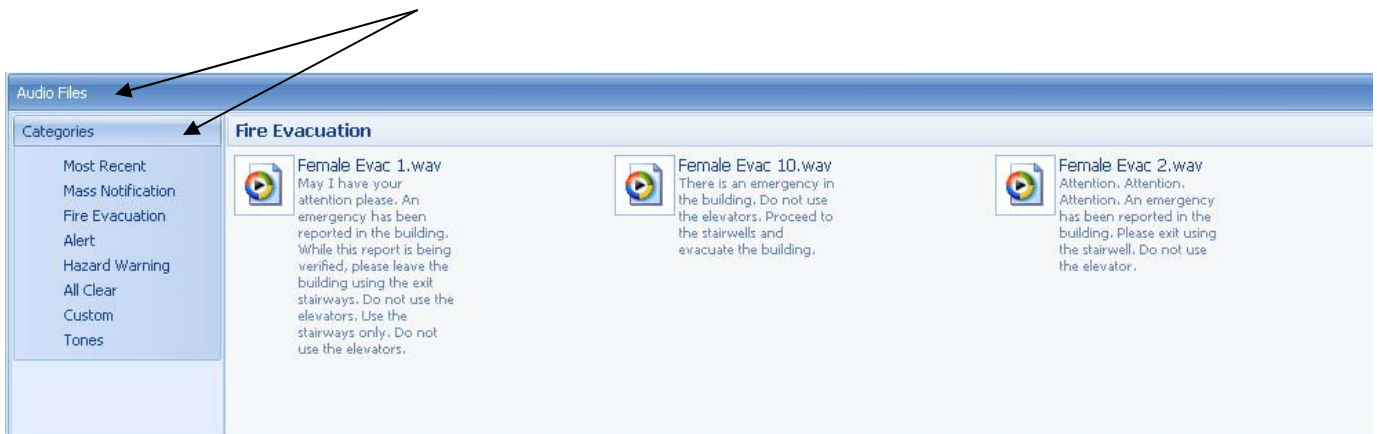 Audio Files
Categories
Most Recent
Mass Notification
Fire Evacuation
Alert
Hazard Warning
All Clear
Custom
Tones
Fire Evacuation
Female Evac 1.wav
May I have your
attention please. An
emergency has been
reported in the building.
While this report is being
verified, please leave the
building using the exit
stairways. Do not use the
elevators. Use the
stairways only. Do not
use the elevators.
Female Evac 10.wav
There is an emergency in
the building. Do not use
the elevators. Proceed to
the stairwells and
evacuate the building.
Female Evac 2.wav
Attention. Attention.
Attention. An emergency
has been reported in the
building. Please exit using
the stairwell. Do not use
the elevator.